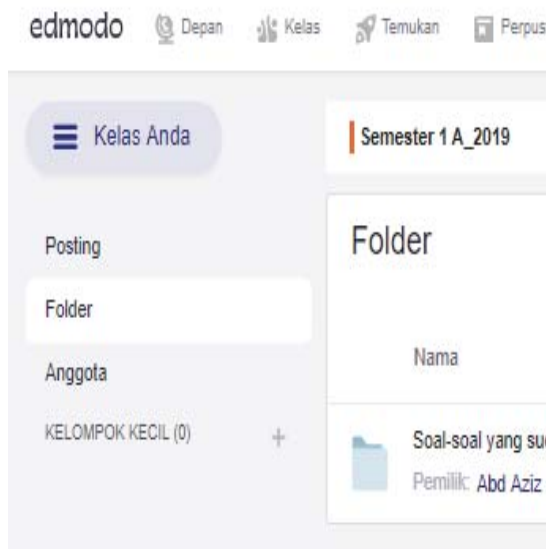 edmodo Depan Kelas Temukan Perpus
Kelas Anda
Semester 1 A_2019
Posting
Folder
Anggota
KELOMPOK KECIL (0) +
Folder
Nama
Soal-soal yang su
Pemilik: Abd Aziz